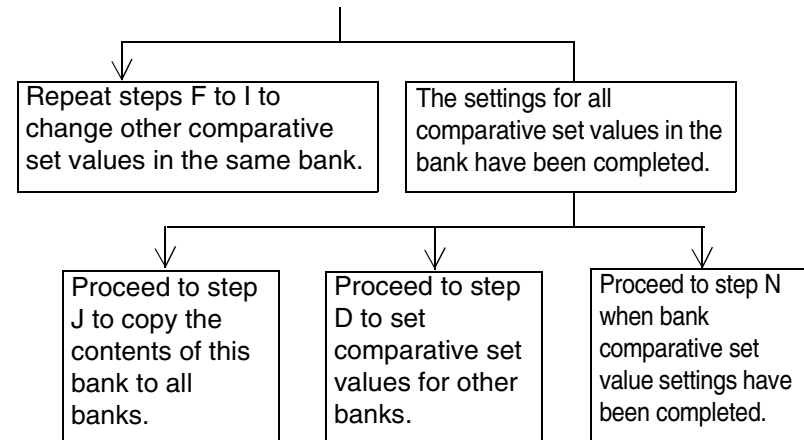 Repeat steps F to I to
change other comparative
set values in the same bank.
The settings for all
comparative set values in the
bank have been completed.
Proceed to step
J to copy the
contents of this
bank to all
banks.
Proceed to step
D to set
comparative set
values for other
banks.
Proceed to step N
when bank
comparative set
value settings have
been completed.